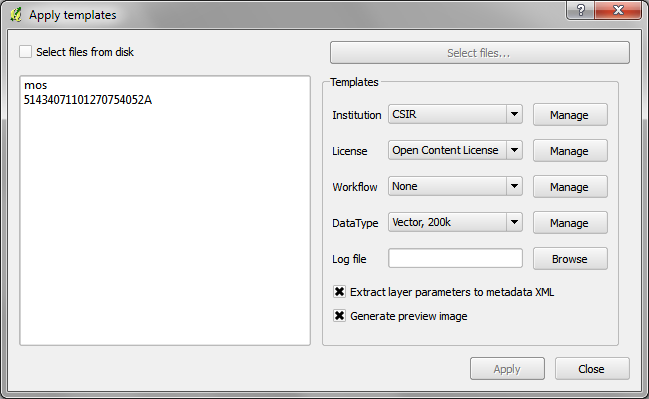 Apply templates
Select files from disk
Select files...
mos
51434071101270754052A
Templates
Institution CSIR Manage
License Open Content License Manage
Workflow None Manage
DataType Vector, 200k Manage
Log file Browse
Extract layer parameters to metadata XML
Generate preview image
Apply Close